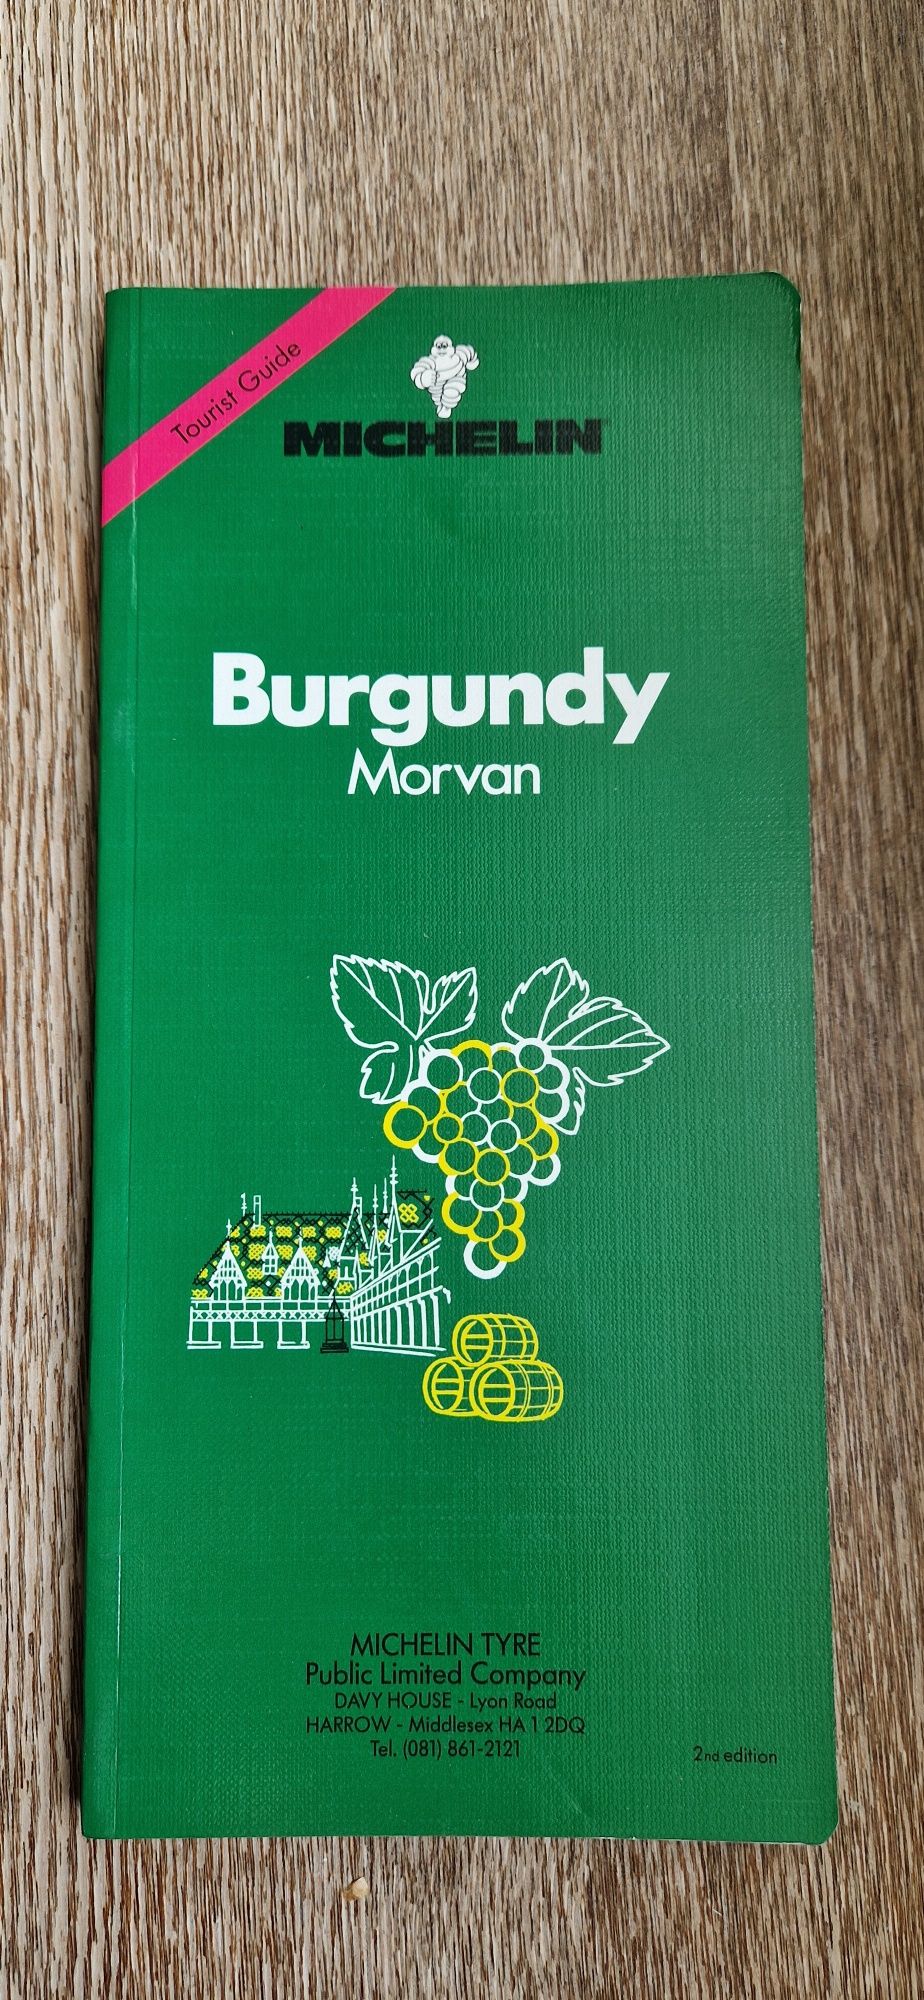 Tourist Guide
MICHELIN
Burgundy
Morvan
MICHELIN TYRE
Public Limited Company
DAVY HOUSE - Lyon Road
HARROW - Middlesex HA 1 2DQ
Tel. (081) 861-2121
2nd edition